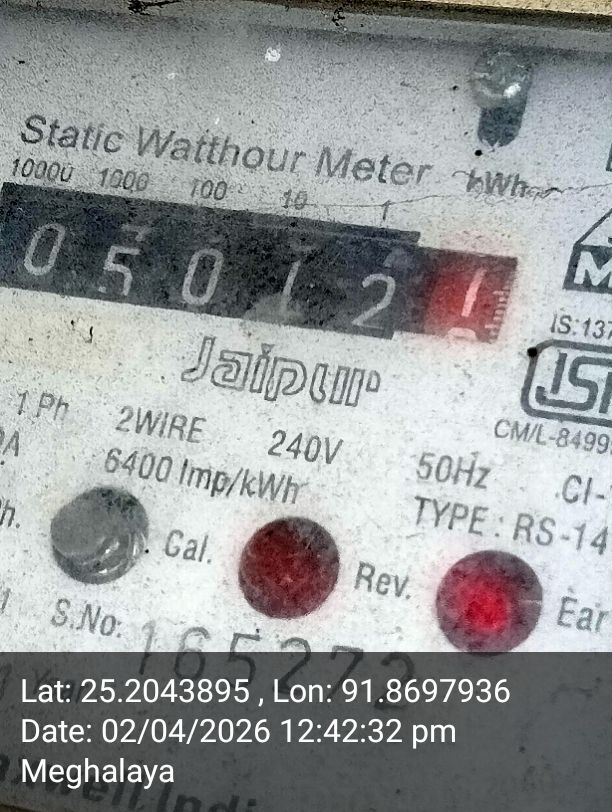 Static Watthour Meter
10000 1000 100 10 1 kWh
0 5 0 1 2 1
Jaipur
IS:137
ISI
CM/L-8499
1 Ph 2WIRE 240V 50Hz
6400 Imp/kWh
TYPE : RS-14
Cal. Rev. Ear
S.No: 165272
Lat: 25.2043895 , Lon: 91.8697936
Date: 02/04/2026 12:42:32 pm
Meghalaya